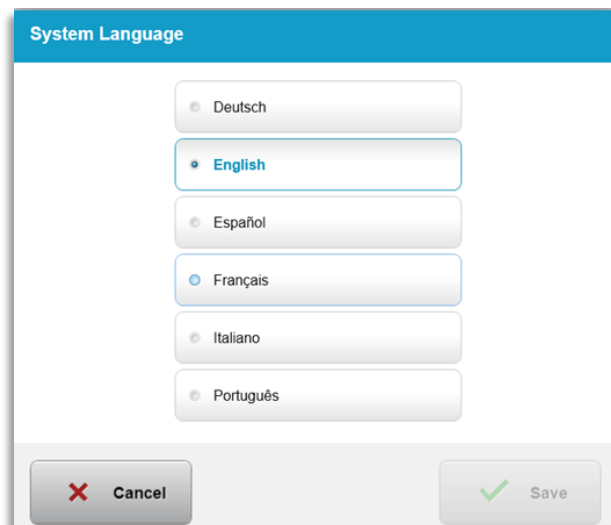 System Language
Deutsch
English
Español
Français
Italiano
Português
Cancel
Save